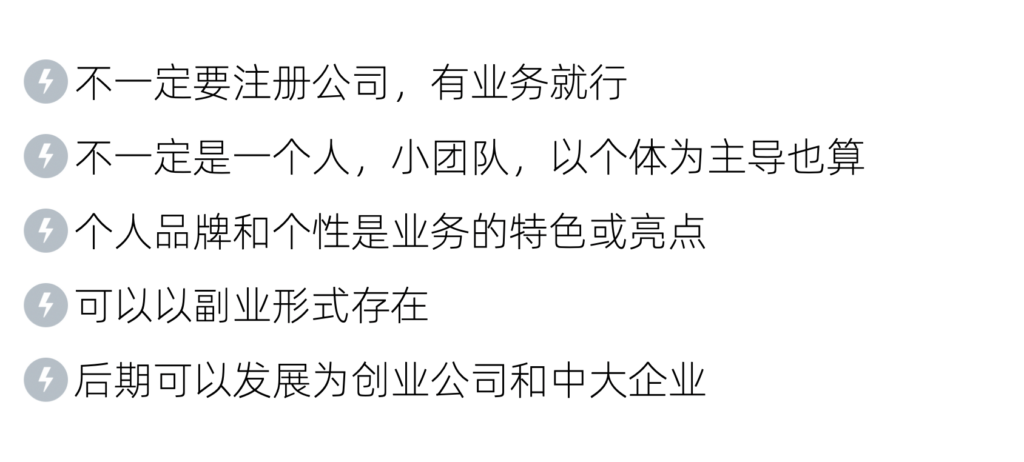 不一定要注册公司，有业务就行
不一定是一个人，小团队，以个体为主导也算
个人品牌和个性是业务的特色或亮点
可以以副业形式存在
后期可以发展为创业公司和中大企业